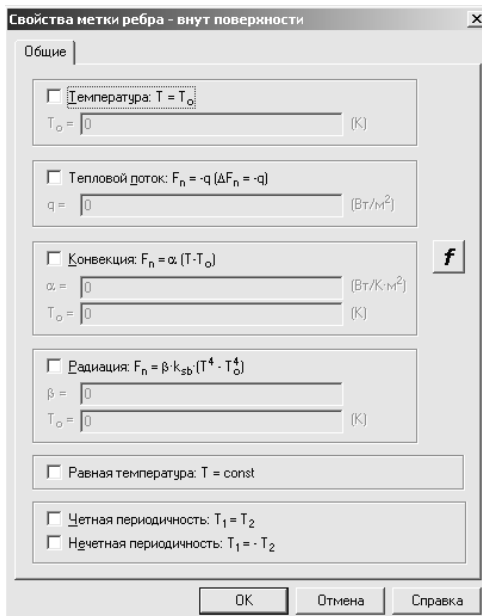 Свойства метки ребра - внут поверхности
Общие
Температура: T = Tₒ
Tₒ = 0 (К)
Тепловой поток: Fₙ = -q (ΔFₙ = -q)
q = 0 (Вт/м²)
Конвекция: Fₙ = α (T-Tₒ)
α = 0 (Вт/К·м²)
Tₒ = 0 (К)
f
Радиация: Fₙ = β·k_sb·(T⁴ - Tₒ⁴)
β = 0
Tₒ = 0 (К)
Равная температура: T = const
Четная периодичность: T₁ = T₂
Нечетная периодичность: T₁ = - T₂
OK Отмена Справка